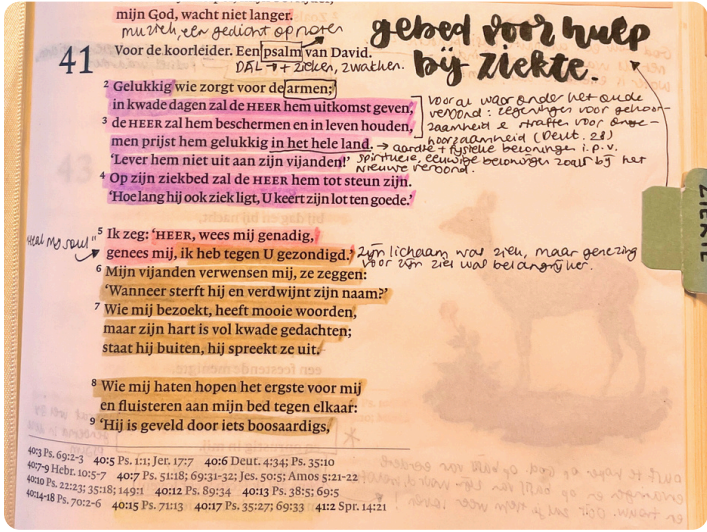 mijn God, wacht niet langer.
muziek, een gedicht op noten
gebed voor hulp
bij ziekte.
41
Voor de koorleider. Een psalm van David.
DAL → + zieken, zwakken.
2 Gelukkig wie zorgt voor de armen;
in kwade dagen zal de HEER hem uitkomst geven,
3 de HEER zal hem beschermen en in leven houden,
men prijst hem gelukkig in het hele land.
'Lever hem niet uit aan zijn vijanden!'
4 Op zijn ziekbed zal de HEER hem tot steun zijn.
'Hoe lang hij ook ziek ligt, U keert zijn lot ten goede.'
vooral waar onder het oude
verbond: zegeningen voor gehoor-
zaamheid & straffen voor onge-
hoorzaamheid (Deut. 28)
→ aardse + fysieke beloningen i.p.v.
spirituele, eeuwige beloningen zoals bij het
nieuwe verbond.
ZIEKTE
5 Ik zeg: 'HEER, wees mij genadig,
"Heal my soul"
genees mij, ik heb tegen U gezondigd.'
zijn lichaam was ziek, maar genezing
voor zijn ziel was belangrijker.
6 Mijn vijanden verwensen mij, ze zeggen:
'Wanneer sterft hij en verdwijnt zijn naam?'
7 Wie mij bezoekt, heeft mooie woorden,
maar zijn hart is vol kwade gedachten;
staat hij buiten, hij spreekt ze uit.
8 Wie mij haten hopen het ergste voor mij
en fluisteren aan mijn bed tegen elkaar:
9 'Hij is geveld door iets boosaardigs,
40:3 Ps. 69:2-3 40:5 Ps. 1:1; Jer. 17:7 40:6 Deut. 4:34; Ps. 35:10
40:7-9 Hebr. 10:5-7 40:7 Ps. 51:18; 69:31-32; Jes. 50:5; Amos 5:21-22
40:10 Ps. 22:23; 35:18; 149:1 40:12 Ps. 89:34 40:13 Ps. 38:5; 69:5
40:14-18 Ps. 70:2-6 40:15 Ps. 71:13 40:17 Ps. 35:27; 69:33 41:2 Spr. 14:21